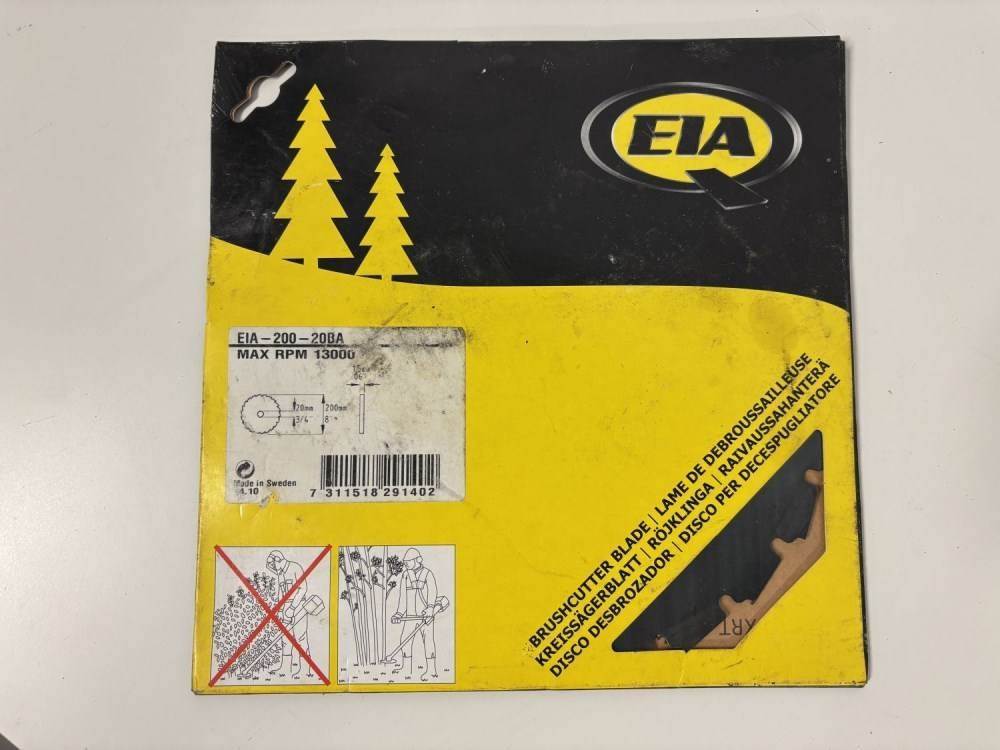 EIA
EIA-200-20BA
MAX RPM 13000
20mm
200mm
3/4"
8"
Made in Sweden
7 311518 291402
BRUSHCUTTER BLADE | LAME DE DEBROUSSAILLEUSE
KREISSÄGERBLATT | RÖJKLINGA | RAIVAUSSAHANTERÄ
DISCO DESBROZADOR | DISCO PER DECESPUGLIATORE